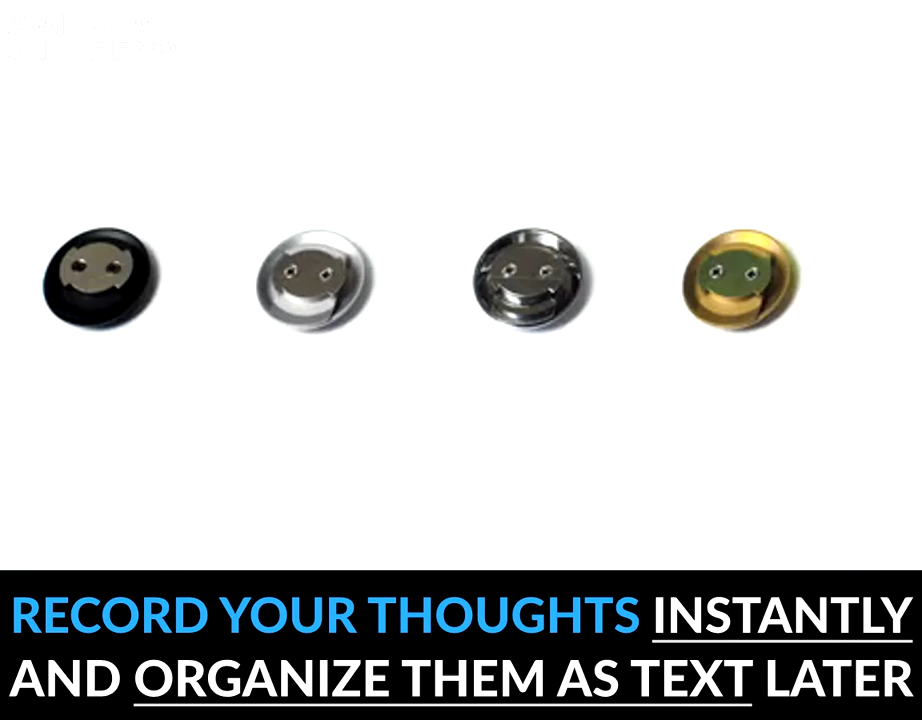 RECORD YOUR THOUGHTS INSTANTLY
AND ORGANIZE THEM AS TEXT LATER